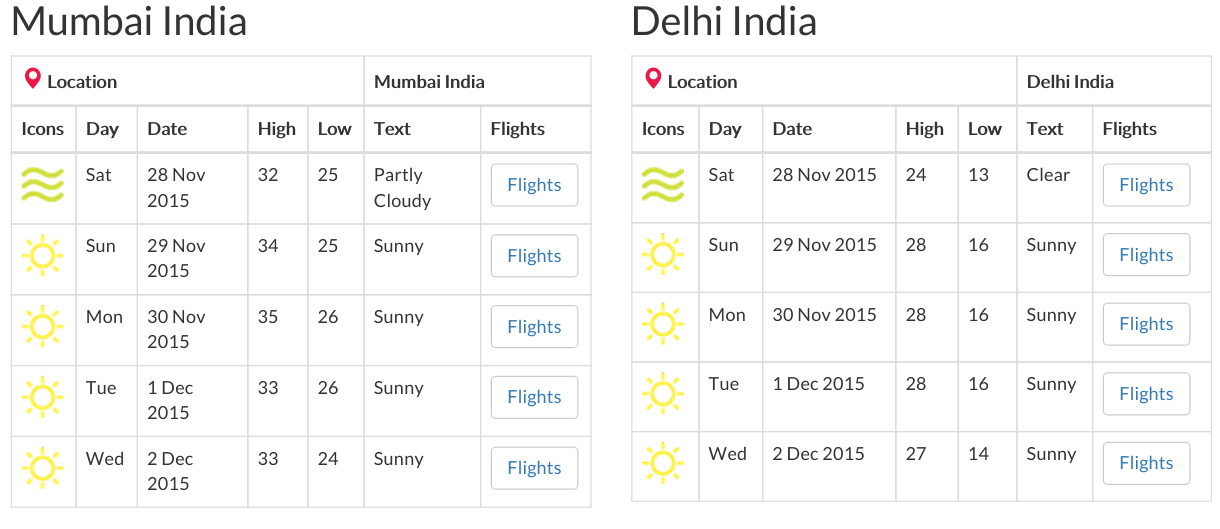 Mumbai India
Location Mumbai India
Icons Day Date High Low Text Flights
Sat 28 Nov 32 25 Partly Flights
2015 Cloudy
Sun 29 Nov 34 25 Sunny Flights
2015
Mon 30 Nov 35 26 Sunny Flights
2015
Tue 1 Dec 33 26 Sunny Flights
2015
Wed 2 Dec 33 24 Sunny Flights
2015
Delhi India
Location Delhi India
Icons Day Date High Low Text Flights
Sat 28 Nov 2015 24 13 Clear Flights
Sun 29 Nov 2015 28 16 Sunny Flights
Mon 30 Nov 2015 28 16 Sunny Flights
Tue 1 Dec 2015 28 16 Sunny Flights
Wed 2 Dec 2015 27 14 Sunny Flights